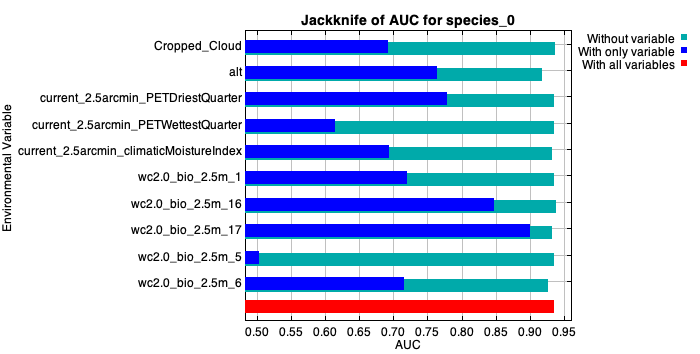 Jackknife of AUC for species_0
Without variable
With only variable
With all variables
Environmental Variable
Cropped_Cloud
alt
current_2.5arcmin_PETDriestQuarter
current_2.5arcmin_PETWettestQuarter
current_2.5arcmin_climaticMoistureIndex
wc2.0_bio_2.5m_1
wc2.0_bio_2.5m_16
wc2.0_bio_2.5m_17
wc2.0_bio_2.5m_5
wc2.0_bio_2.5m_6
0.50 0.55 0.60 0.65 0.70 0.75 0.80 0.85 0.90 0.95
AUC